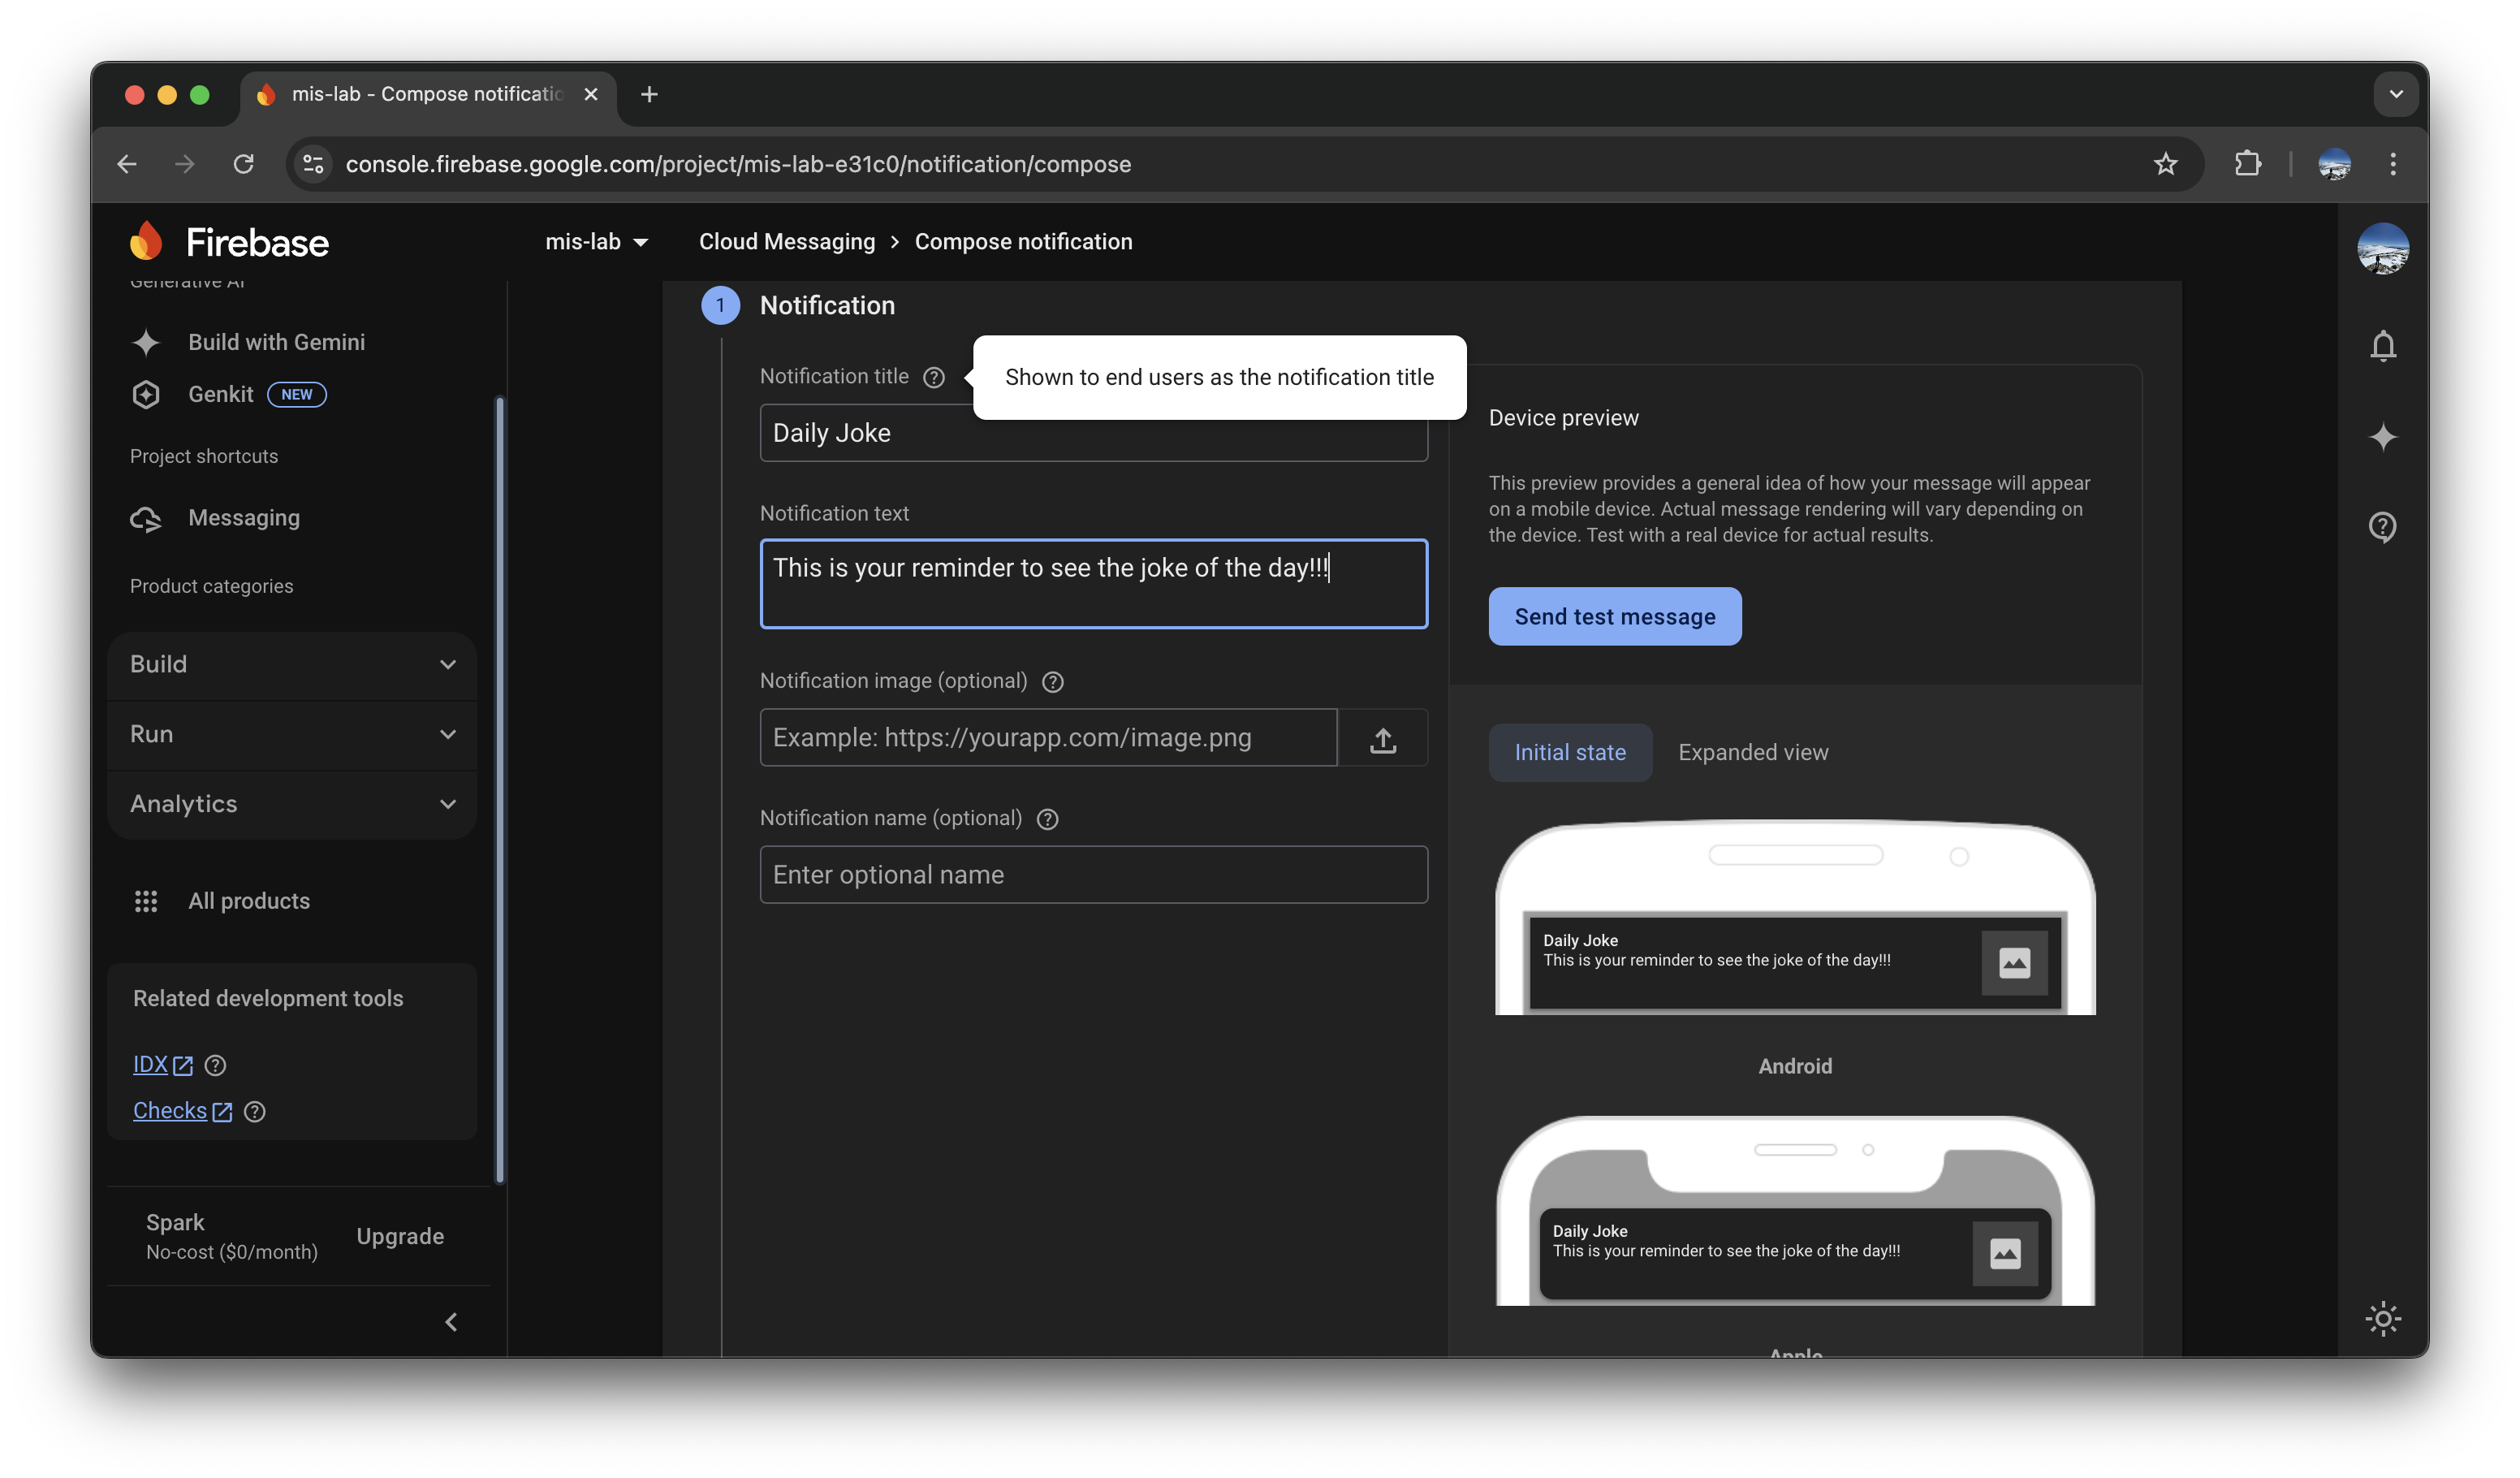 mis-lab - Compose notificatio
console.firebase.google.com/project/mis-lab-e31c0/notification/compose
Firebase
mis-lab
Cloud Messaging > Compose notification
Generative AI
Build with Gemini
Genkit NEW
Project shortcuts
Messaging
Product categories
Build
Run
Analytics
All products
Related development tools
IDX
Checks
Spark
No-cost ($0/month)
Upgrade
1 Notification
Notification title
Shown to end users as the notification title
Daily Joke
Notification text
This is your reminder to see the joke of the day!!!
Notification image (optional)
Example: https://yourapp.com/image.png
Notification name (optional)
Enter optional name
Device preview
This preview provides a general idea of how your message will appear
on a mobile device. Actual message rendering will vary depending on
the device. Test with a real device for actual results.
Send test message
Initial state
Expanded view
Daily Joke
This is your reminder to see the joke of the day!!!
Android
Daily Joke
This is your reminder to see the joke of the day!!!
Apple